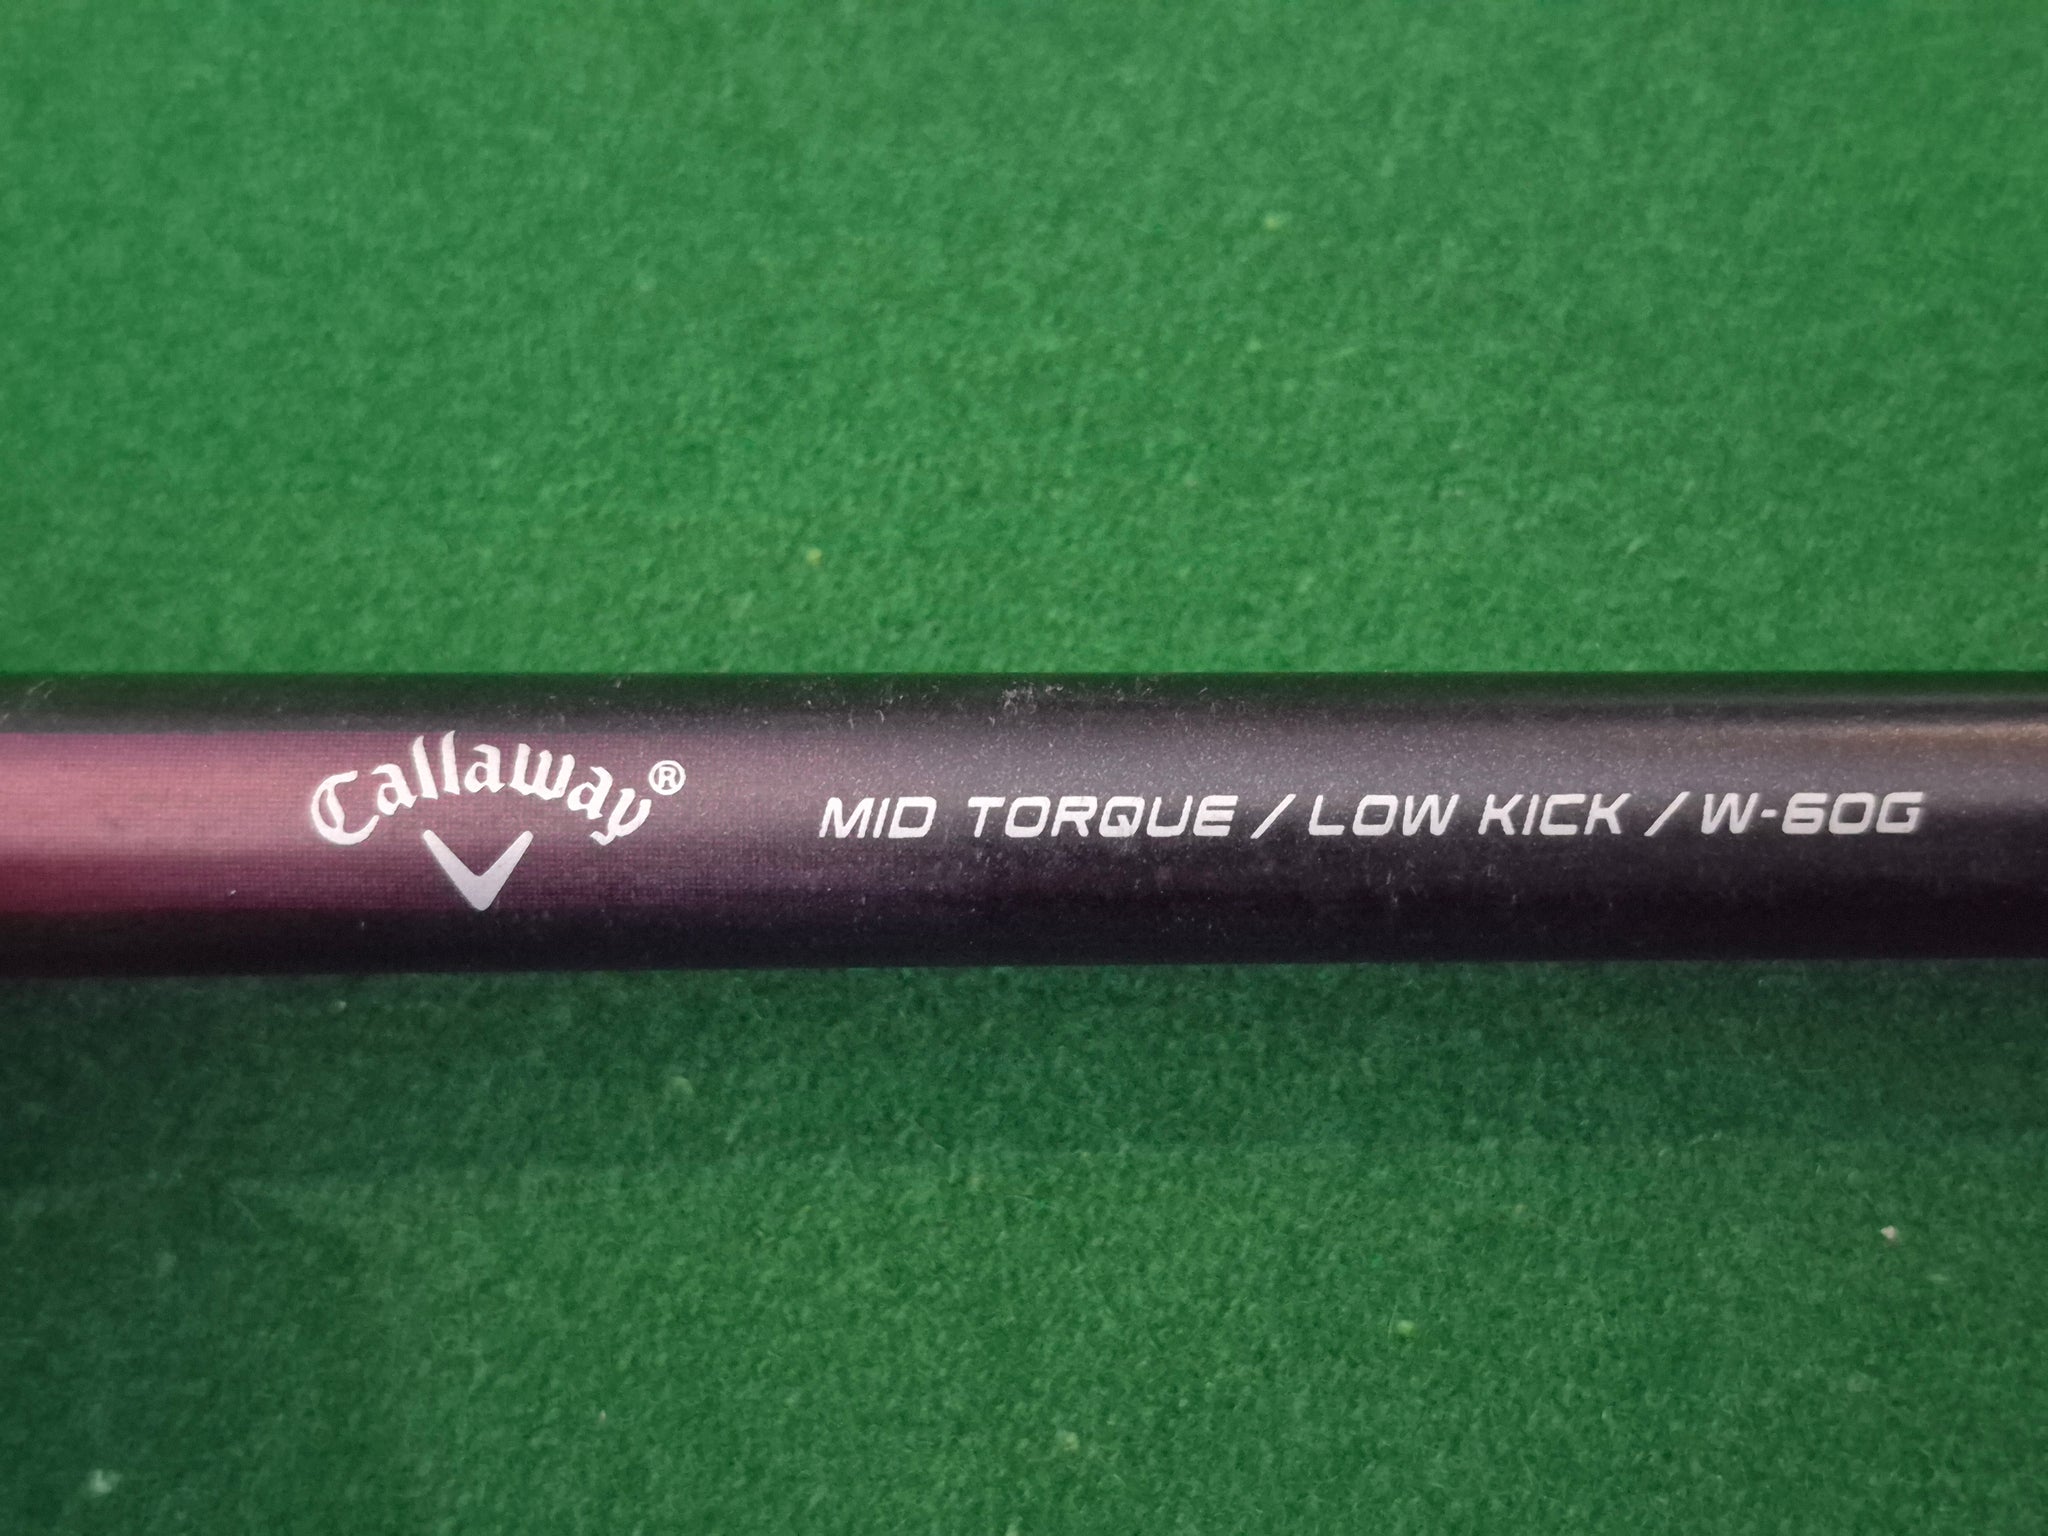 Callaway®
MID TORQUE / LOW KICK / W-60G